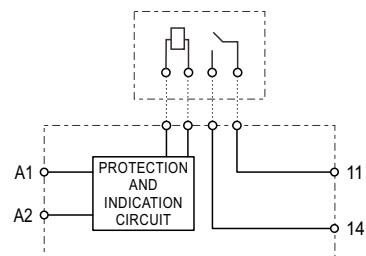 A1
PROTECTION
AND
INDICATION
CIRCUIT
11
A2
14